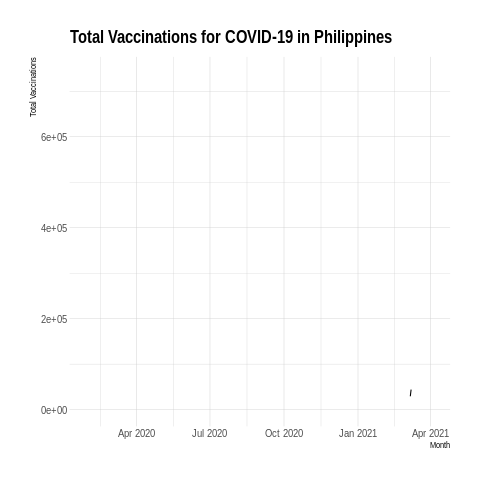 Total Vaccinations for COVID-19 in Philippines
Total Vaccinations
6e+05
4e+05
2e+05
0e+00
Apr 2020 Jul 2020 Oct 2020 Jan 2021 Apr 2021
Month